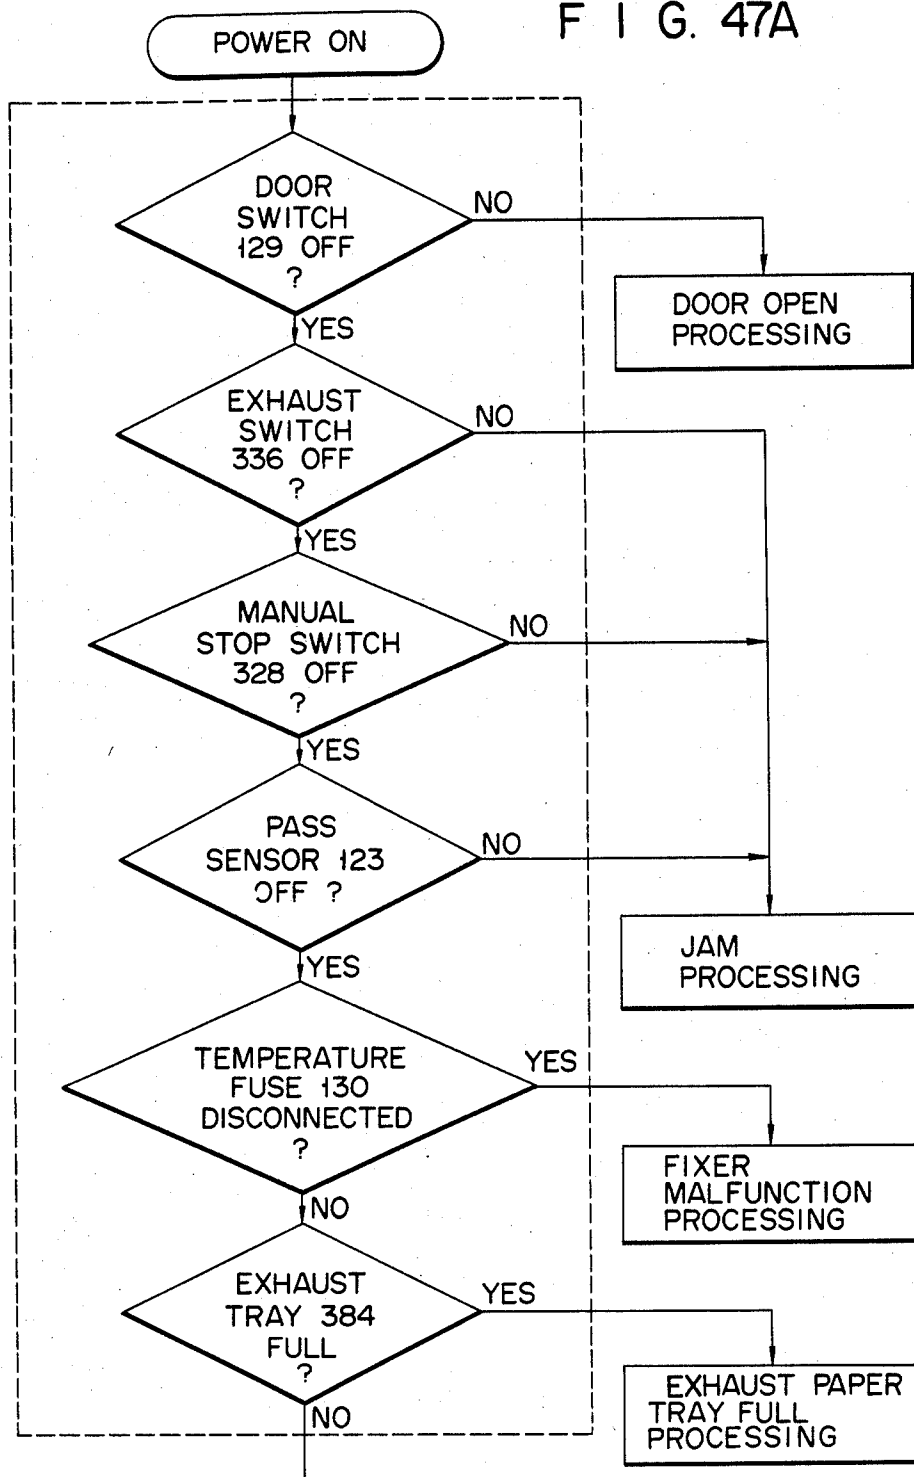 F I G. 47A
POWER ON
DOOR
SWITCH
129 OFF
?
NO
DOOR OPEN
PROCESSING
YES
EXHAUST
SWITCH
336 OFF
?
NO
YES
MANUAL
STOP SWITCH
328 OFF
?
NO
YES
PASS
SENSOR 123
OFF ?
NO
JAM
PROCESSING
YES
TEMPERATURE
FUSE 130
DISCONNECTED
?
YES
FIXER
MALFUNCTION
PROCESSING
NO
EXHAUST
TRAY 384
FULL
?
YES
EXHAUST PAPER
TRAY FULL
PROCESSING
NO